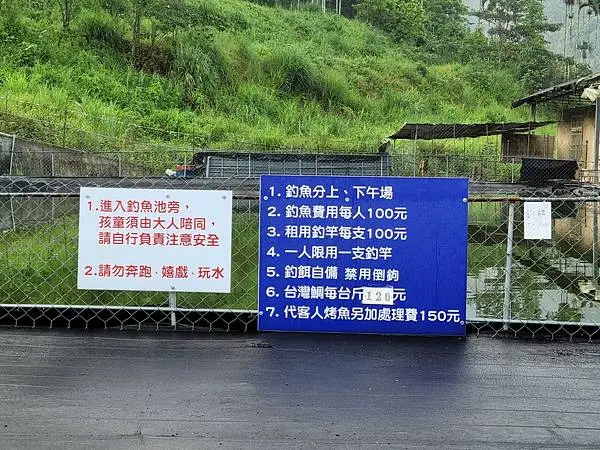 1.進入釣魚池旁，
孩童須由大人陪同，
請自行負責注意安全
2.請勿奔跑、嬉戲、玩水
1. 釣魚分上、下午場
2. 釣魚費用每人100元
3. 租用釣竿每支100元
4. 一人限用一支釣竿
5. 釣餌自備 禁用倒鉤
6. 台灣鯛每台斤120元
7. 代客人烤魚另加處理費150元